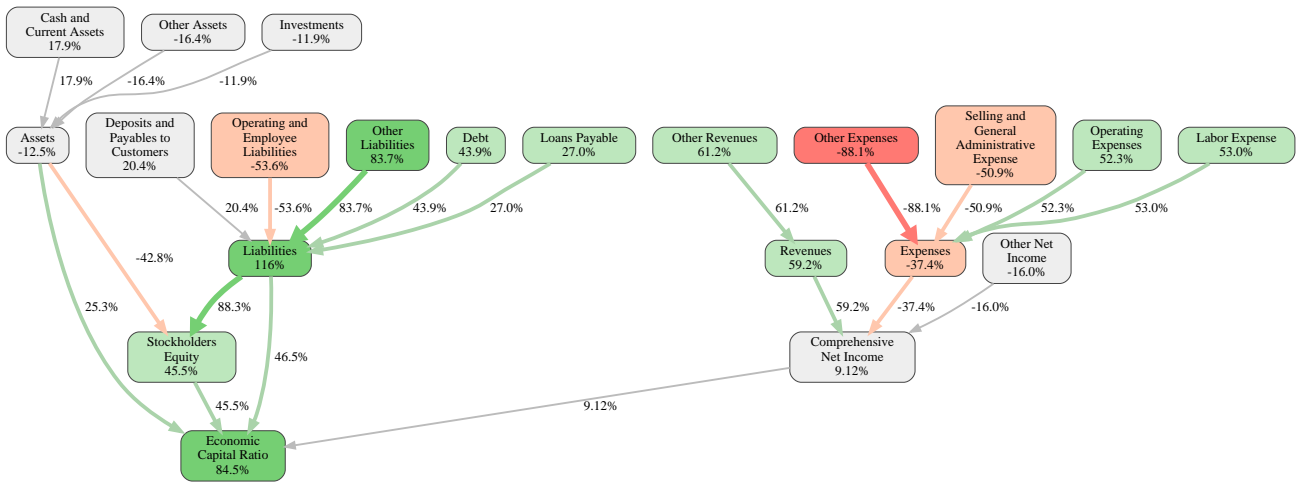 Cash and
Current Assets
17.9%
Other Assets
-16.4%
Investments
-11.9%
17.9%
-16.4%
-11.9%
Assets
-12.5%
Deposits and
Payables to
Customers
20.4%
Operating and
Employee
Liabilities
-53.6%
Other
Liabilities
83.7%
Debt
43.9%
Loans Payable
27.0%
Other Revenues
61.2%
Other Expenses
-88.1%
Selling and
General
Administrative
Expense
-50.9%
Operating
Expenses
52.3%
Labor Expense
53.0%
20.4%
-53.6%
83.7%
43.9%
27.0%
61.2%
-88.1%
-50.9%
52.3%
53.0%
-42.8%
Liabilities
116%
Revenues
59.2%
Expenses
-37.4%
Other Net
Income
-16.0%
25.3%
88.3%
59.2%
-37.4%
-16.0%
Stockholders
Equity
45.5%
46.5%
Comprehensive
Net Income
9.12%
45.5%
9.12%
Economic
Capital Ratio
84.5%